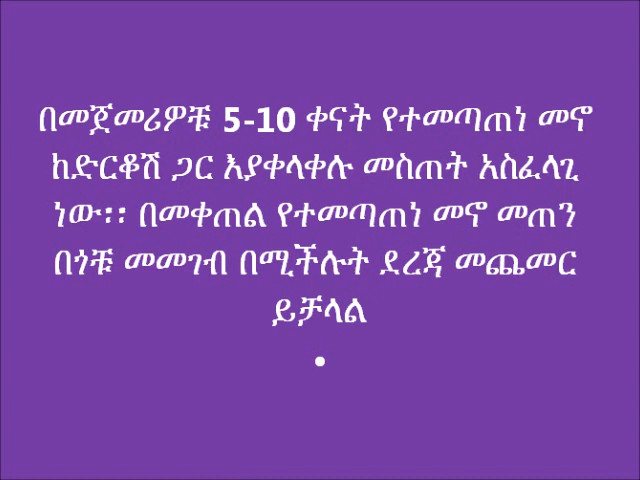 በመጀመሪዎቹ 5-10 ቀናት የተመጣጠነ መኖ
ከድርቆሽ ጋር እያቀላቀሉ መስጠት አስፈላጊ
ነው፡፡ በመቀጠል የተመጣጠነ መኖ መጠን
በጎቹ መመገብ በሚችሉት ደረጃ መጨመር
ይቻላል
•